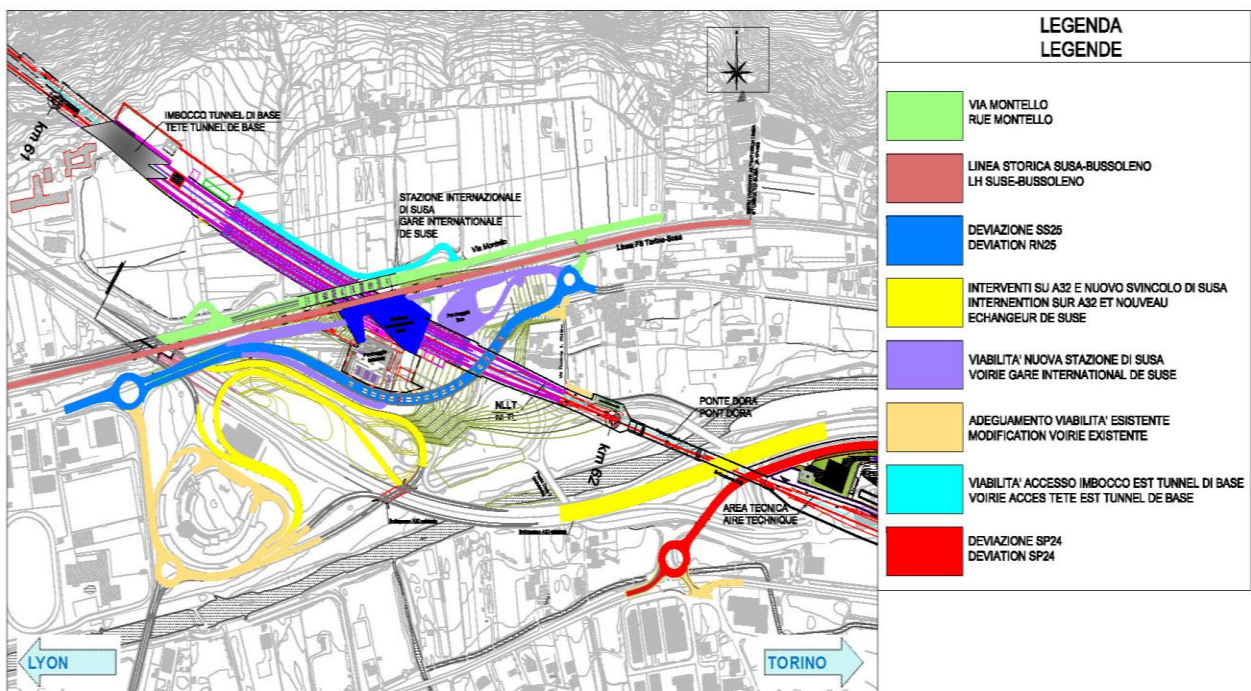 IMBOCCO TUNNEL DI BASE
TETE TUNNEL DE BASE
km 61
STAZIONE INTERNAZIONALE
DI SUSA
GARE INTERNATIONALE
DE SUSE
Via Montello
Linea FS Torino-Susa
NLLT
NLTL
km 62
PONTE DORA
PONT DORA
AREA TECNICA
AIRE TECHNIQUE
LYON
TORINO
LEGENDA
LEGENDE
VIA MONTELLO
RUE MONTELLO
LINEA STORICA SUSA-BUSSOLENO
LH SUSE-BUSSOLENO
DEVIAZIONE SS25
DEVIATION RN25
INTERVENTI SU A32 E NUOVO SVINCOLO DI SUSA
INTERNENTION SUR A32 ET NOUVEAU
ECHANGEUR DE SUSE
VIABILITA' NUOVA STAZIONE DI SUSA
VOIRIE GARE INTERNATIONAL DE SUSE
ADEGUAMENTO VIABILITA' ESISTENTE
MODIFICATION VOIRIE EXISTENTE
VIABILITA' ACCESSO IMBOCCO EST TUNNEL DI BASE
VOIRIE ACCES TETE EST TUNNEL DE BASE
DEVIAZIONE SP24
DEVIATION SP24